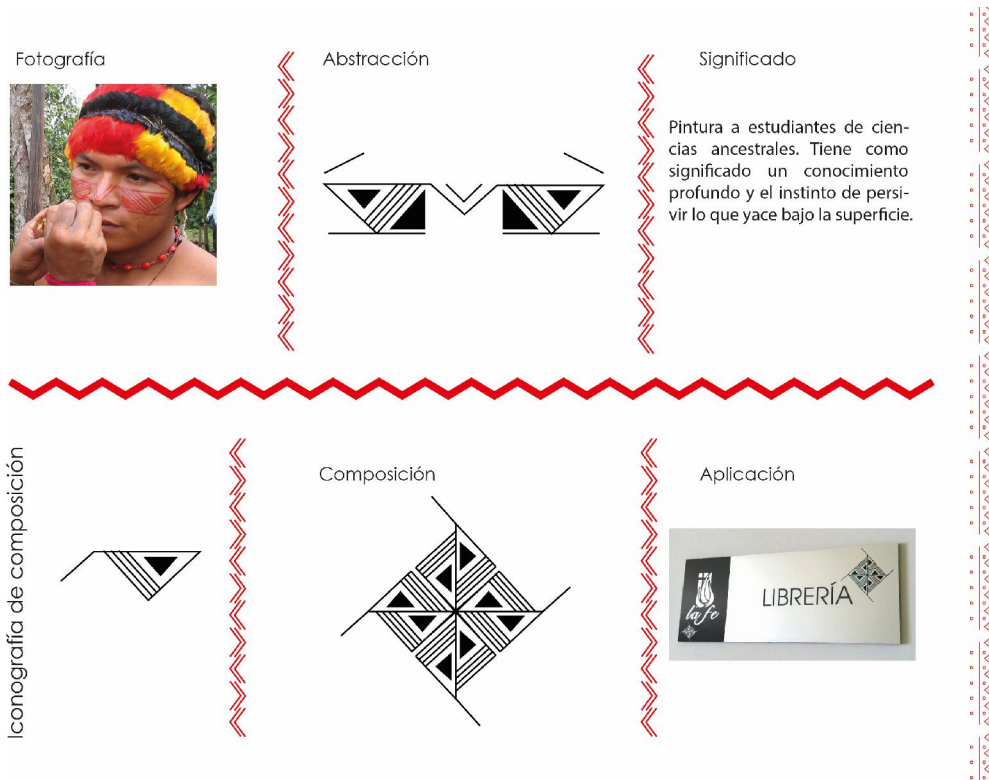 Fotografía
Abstracción
Significado
Pintura a estudiantes de cien-
cias ancestrales. Tiene como
significado un conocimiento
profundo y el instinto de persi-
vir lo que yace bajo la superficie.
Iconografía de composición
Composición
Aplicación
la fe
LIBRERÍA